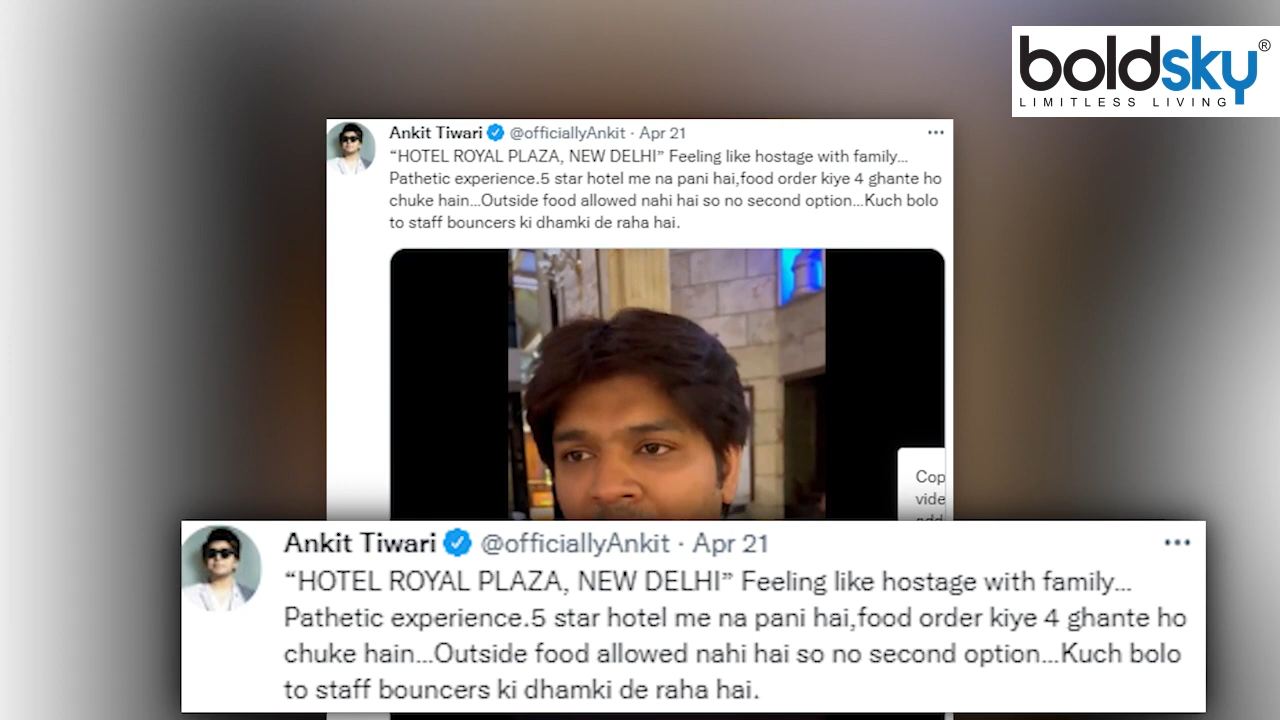 boldsky®
LIMITLESS LIVING
Ankit Tiwari @officiallyAnkit · Apr 21 ...
“HOTEL ROYAL PLAZA, NEW DELHI” Feeling like hostage with family...
Pathetic experience.5 star hotel me na pani hai,food order kiye 4 ghante ho
chuke hain...Outside food allowed nahi hai so no second option...Kuch bolo
to staff bouncers ki dhamki de raha hai.
Cop
vide
Ankit Tiwari @officiallyAnkit · Apr 21 ...
“HOTEL ROYAL PLAZA, NEW DELHI” Feeling like hostage with family...
Pathetic experience.5 star hotel me na pani hai,food order kiye 4 ghante ho
chuke hain...Outside food allowed nahi hai so no second option...Kuch bolo
to staff bouncers ki dhamki de raha hai.